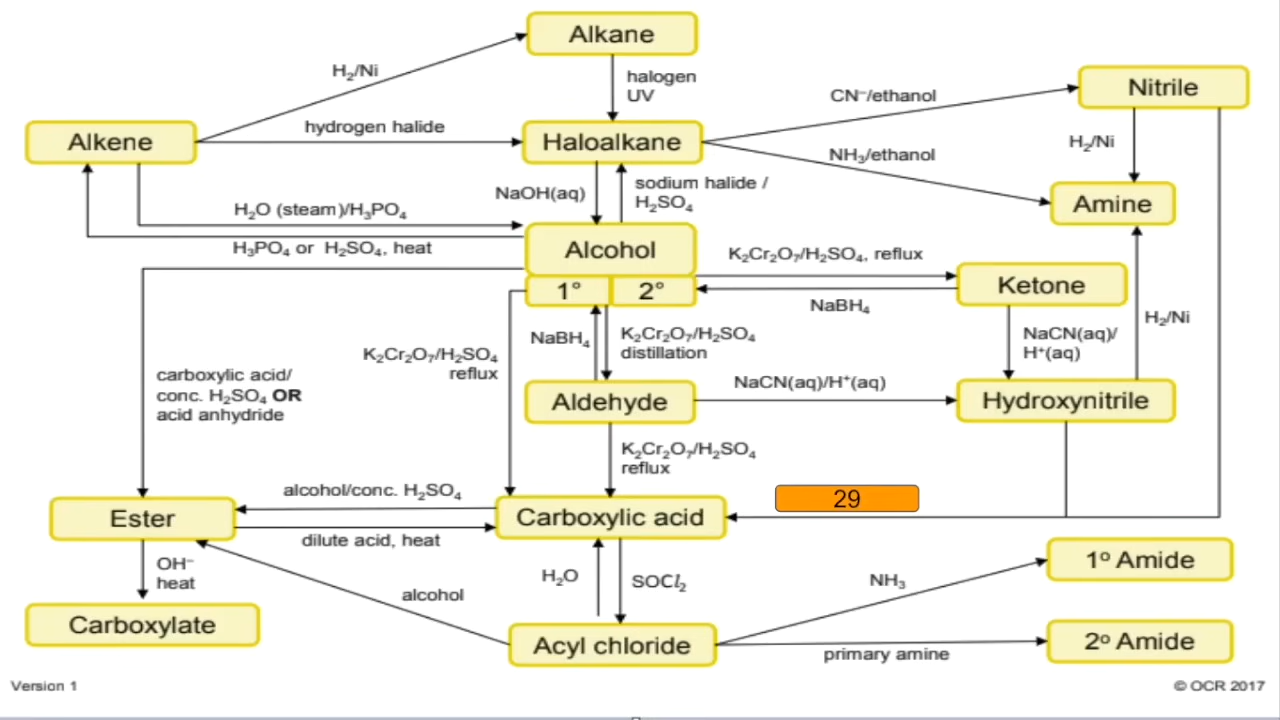 Alkane
H₂/Ni
halogen
UV
CN⁻/ethanol
Nitrile
Alkene
hydrogen halide
Haloalkane
H₂/Ni
NH₃/ethanol
NaOH(aq)
sodium halide /
H₂SO₄
Amine
H₂O (steam)/H₃PO₄
H₃PO₄ or H₂SO₄, heat
Alcohol
1° 2°
K₂Cr₂O₇/H₂SO₄, reflux
NaBH₄
Ketone
H₂/Ni
NaBH₄
K₂Cr₂O₇/H₂SO₄
distillation
NaCN(aq)/
H⁺(aq)
K₂Cr₂O₇/H₂SO₄
reflux
carboxylic acid/
conc. H₂SO₄ OR
acid anhydride
Aldehyde
NaCN(aq)/H⁺(aq)
Hydroxynitrile
K₂Cr₂O₇/H₂SO₄
reflux
alcohol/conc. H₂SO₄
29
Ester
Carboxylic acid
dilute acid, heat
OH⁻
heat
H₂O
SOCl₂
NH₃
1° Amide
alcohol
Carboxylate
Acyl chloride
primary amine
2° Amide
Version 1
© OCR 2017